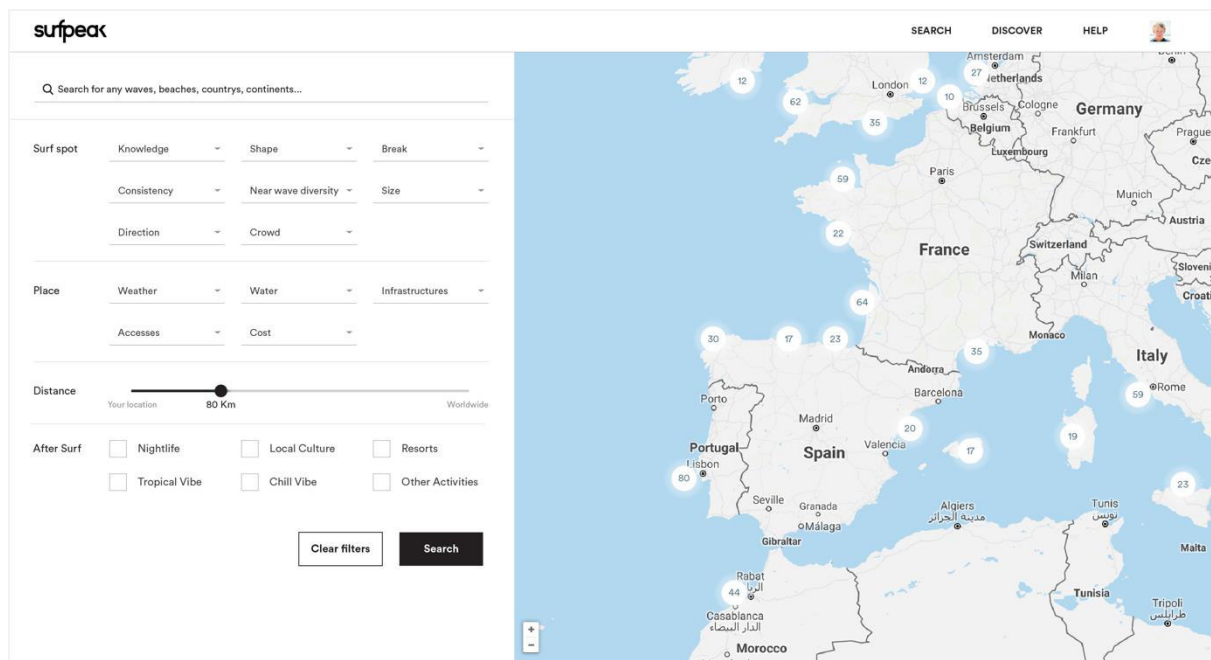 surfpeak
SEARCH DISCOVER HELP
Search for any waves, beaches, countrys, continents...
Surf spot Knowledge Shape Break
Consistency Near wave diversity Size
Direction Crowd
Place Weather Water Infrastructures
Accesses Cost
Distance
Your location 80 Km Worldwide
After Surf Nightlife Local Culture Resorts
Tropical Vibe Chill Vibe Other Activities
Clear filters Search
Amsterdam
12
London
12
27
Netherlands
62
10
Brussels
Cologne
Germany
35
Belgium
Frankfurt
Prague
Luxembourg
Paris
59
Munich
Austria
22
France
Switzerland
Milan
64
Monaco
30
17
23
35
Italy
Andorra
Rome
Porto
Barcelona
59
Madrid
20
19
Portugal
Spain
Valencia
17
Lisbon
80
23
Seville
Granada
Algiers
مدينة الجزائر
Tunis
تونس
Málaga
Gibraltar
Malta
Rabat
44
Tunisia
Casablanca
الدار البيضاء
Tripoli
طرابلس
+
−
Morocco